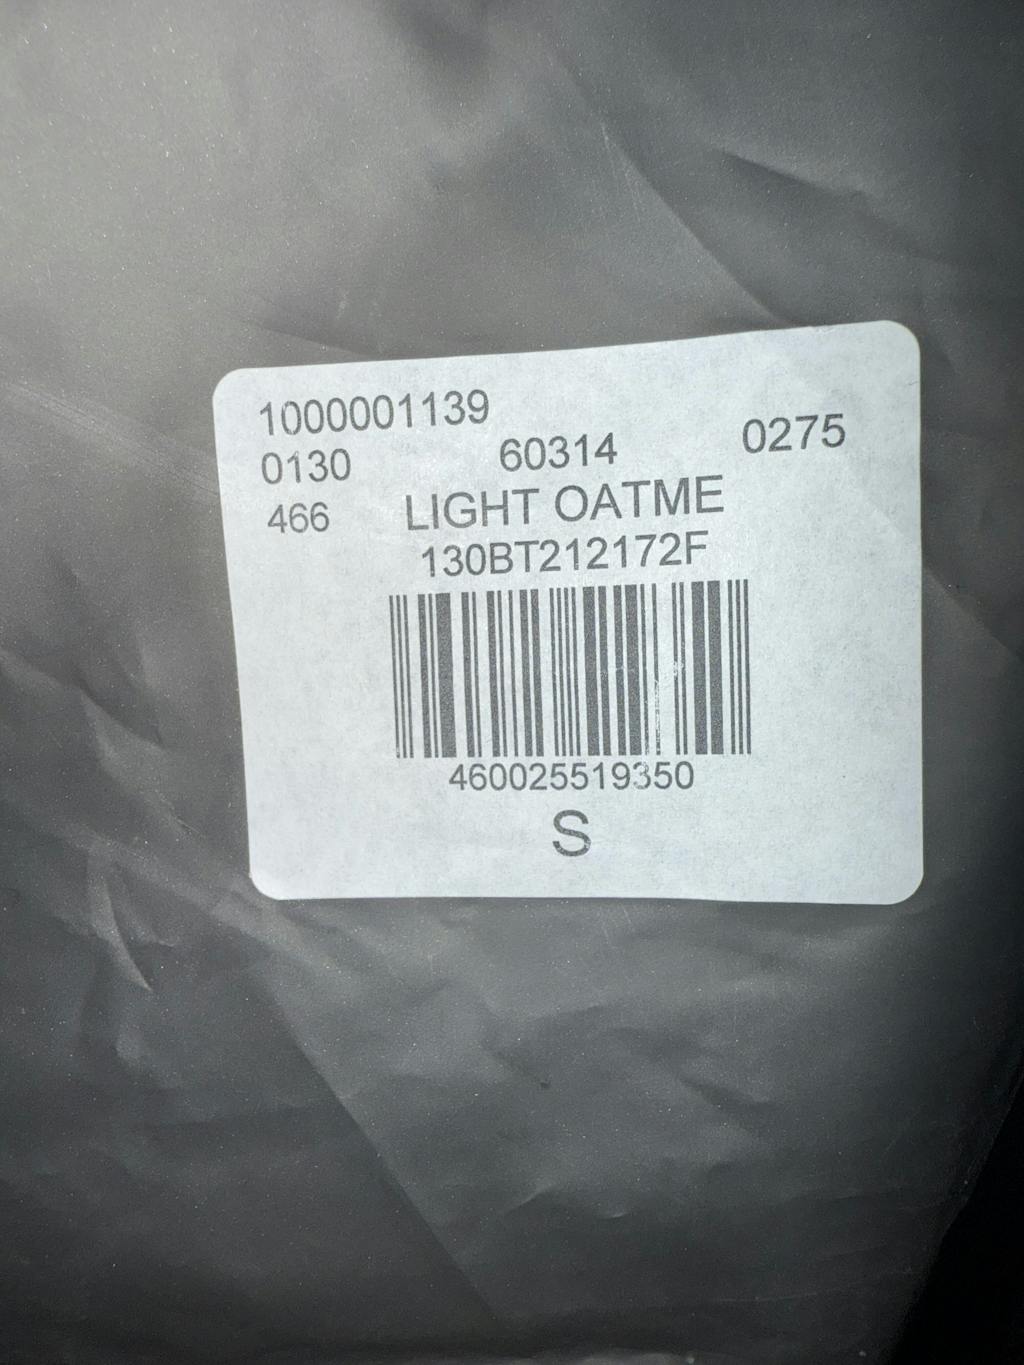 1000001139
0130 60314 0275
466 LIGHT OATME
130BT212172F
460025519350
S